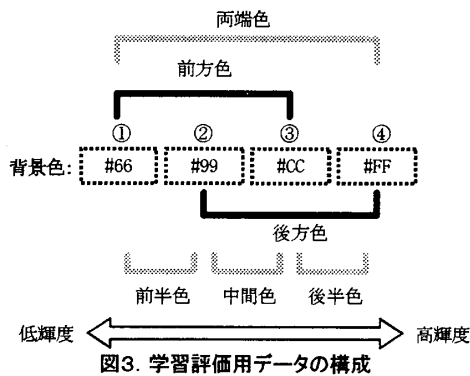 両端色
前方色
① ② ③ ④
背景色: #66 #99 #CC #FF
後方色
前半色 中間色 後半色
低輝度 高輝度
図3. 学習評価用データの構成